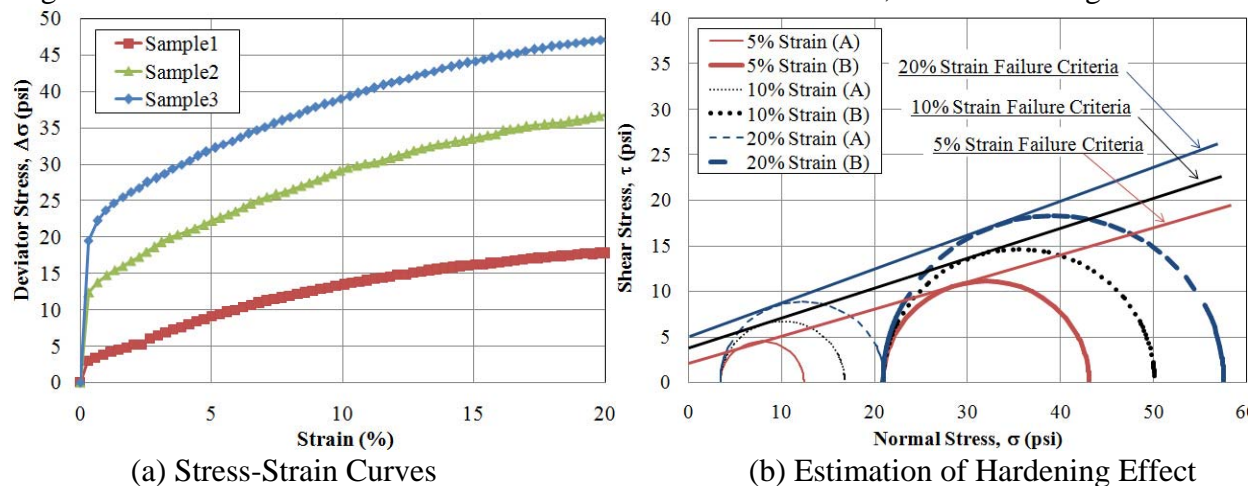 Sample1
Sample2
Sample3
Deviator Stress, Δσ (psi)
50
45
40
35
30
25
20
15
10
5
0
0 5 10 15 20
Strain (%)
(a) Stress-Strain Curves
5% Strain (A)
5% Strain (B)
10% Strain (A)
10% Strain (B)
20% Strain (A)
20% Strain (B)
20% Strain Failure Criteria
10% Strain Failure Criteria
5% Strain Failure Criteria
Shear Stress, τ (psi)
40
35
30
25
20
15
10
5
0
0 10 20 30 40 50 60
Normal Stress, σ (psi)
(b) Estimation of Hardening Effect